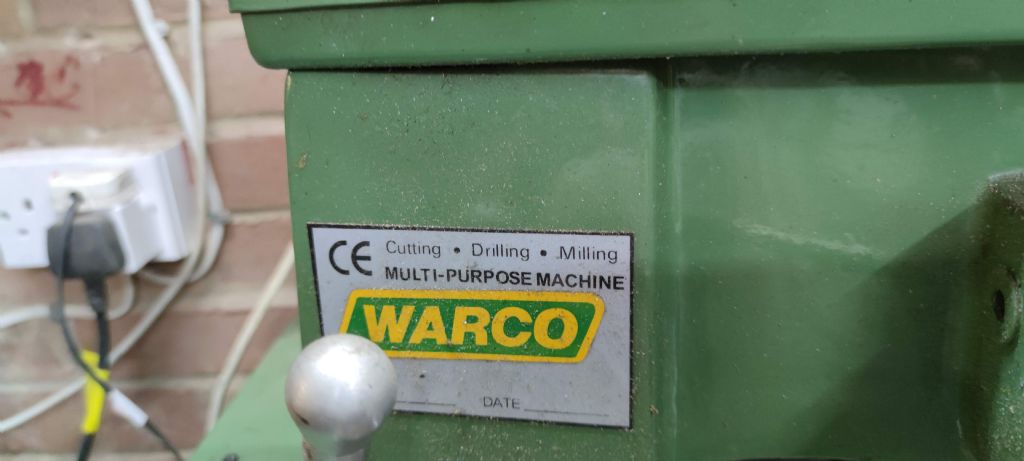 CE Cutting • Drilling • Milling
MULTI-PURPOSE MACHINE
WARCO
DATE